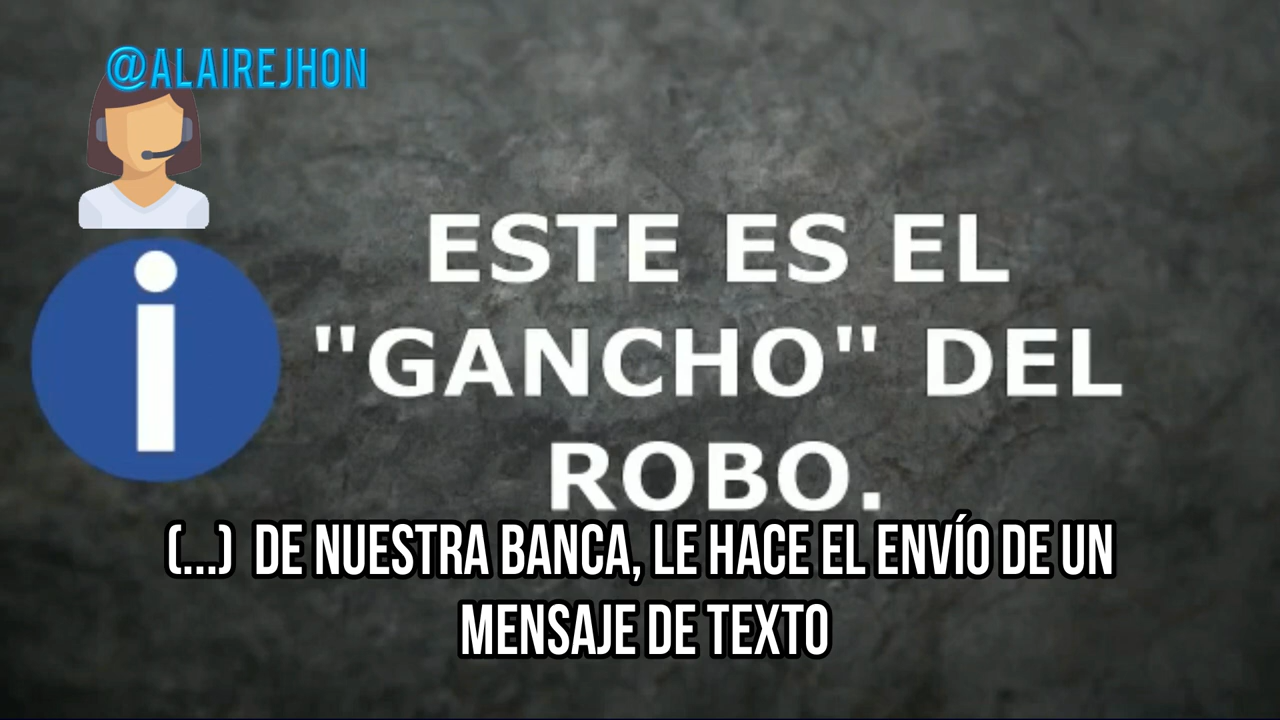 @ALAIREJHON
ESTE ES EL
"GANCHO" DEL
ROBO.
(...) DE NUESTRA BANCA, LE HACE EL ENVÍO DE UN
MENSAJE DE TEXTO